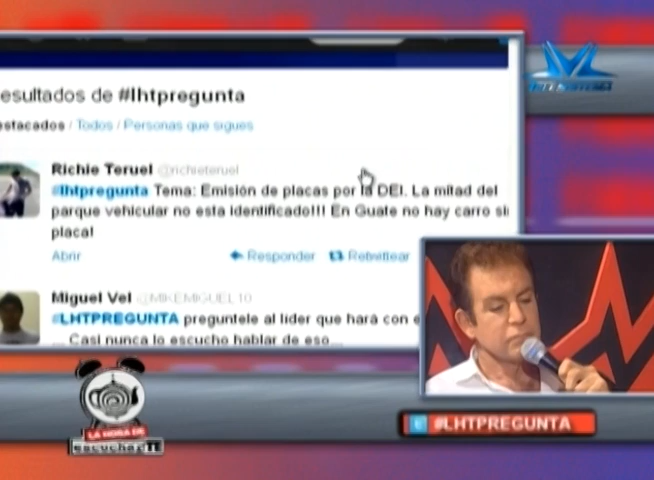 esultados de #lhtpregunta
estacados / Todos / Personas que sigues
Richie Teruel @richieteruel
#lhtpregunta Tema: Emisión de placas por la DEI. La mitad del
parque vehicular no esta identificado!!! En Guate no hay carro si
placa!
Abrir
Responder
Retwittear
Miguel Vel @MIKEMIGUEL10
#LHTPREGUNTA preguntele al lider que hará con e
... Casi nunca lo escucho hablar de eso...
#LHTPREGUNTA
LA HORA DE
escucharTE